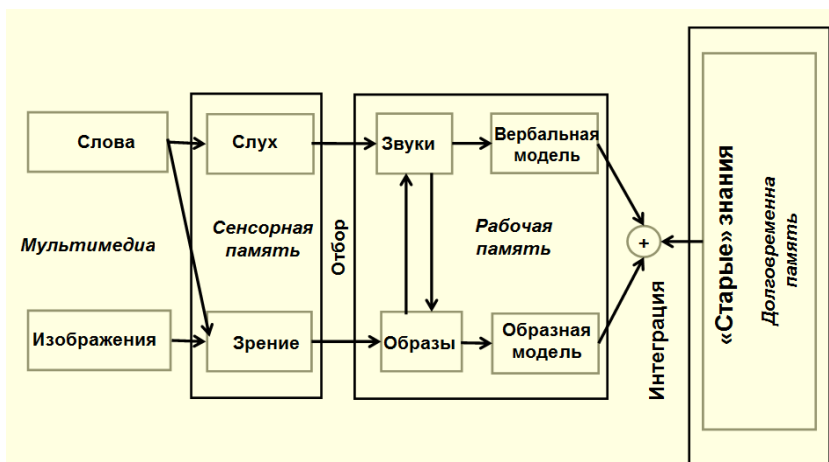 Слова
Слух
Звуки
Вербальная
модель
Мультимедиа
Сенсорная
память
Отбор
Рабочая
память
+
Изображения
Зрение
Образы
Образная
модель
Интеграция
«Старые» знания
Долговременна
память